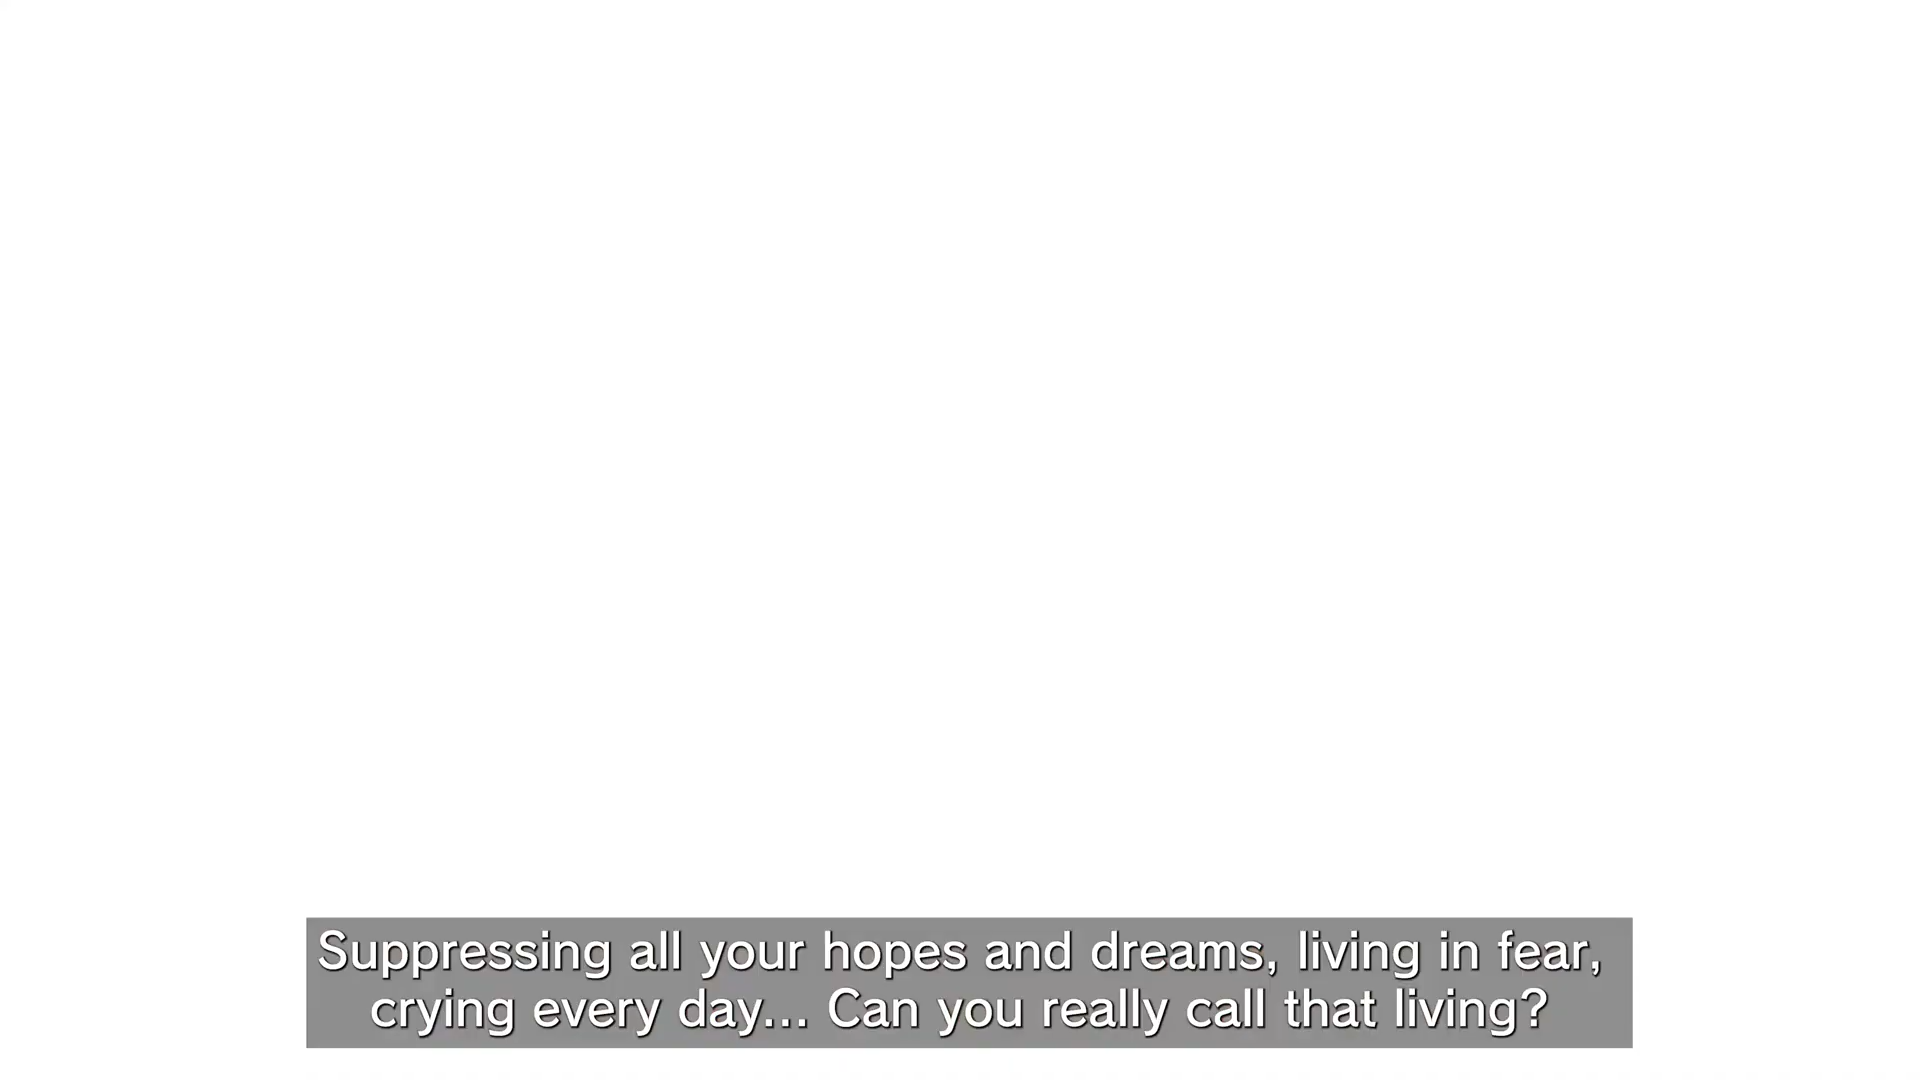 Suppressing all your hopes and dreams, living in fear,
crying every day... Can you really call that living?